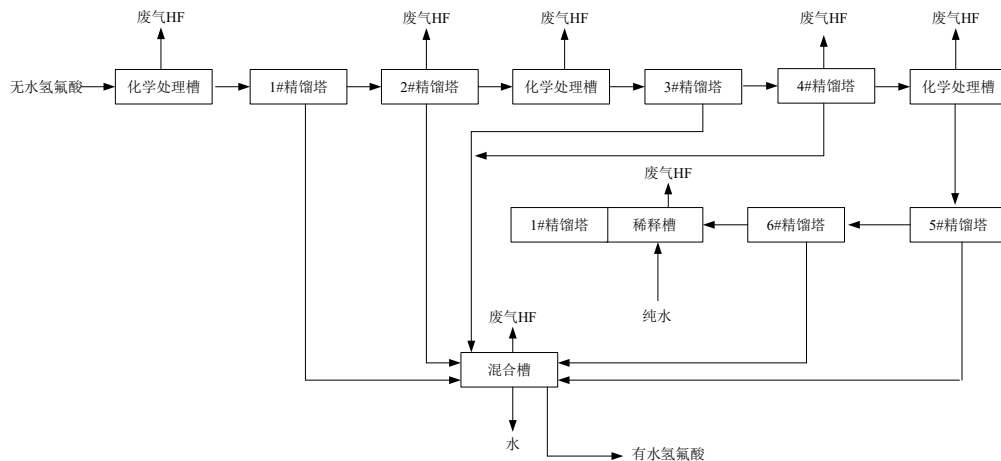 废气HF
废气HF
废气HF
废气HF
废气HF
无水氢氟酸
化学处理槽
1#精馏塔
2#精馏塔
化学处理槽
3#精馏塔
4#精馏塔
化学处理槽
废气HF
1#精馏塔
稀释槽
6#精馏塔
5#精馏塔
纯水
废气HF
混合槽
水
有水氢氟酸